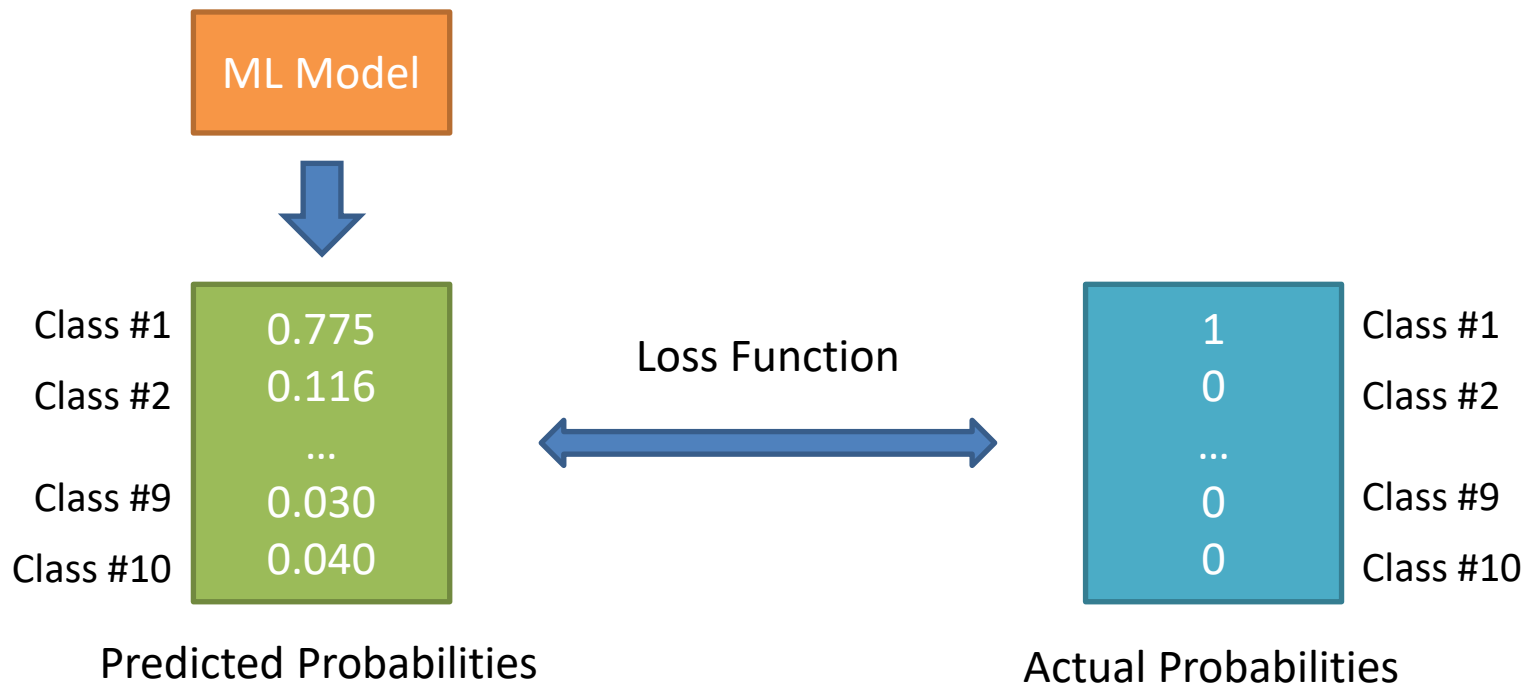 ML Model
Class #1
Class #2
Class #9
Class #10
0.775
0.116
...
0.030
0.040
Predicted Probabilities
Loss Function
1
0
...
0
0
Class #1
Class #2
Class #9
Class #10
Actual Probabilities